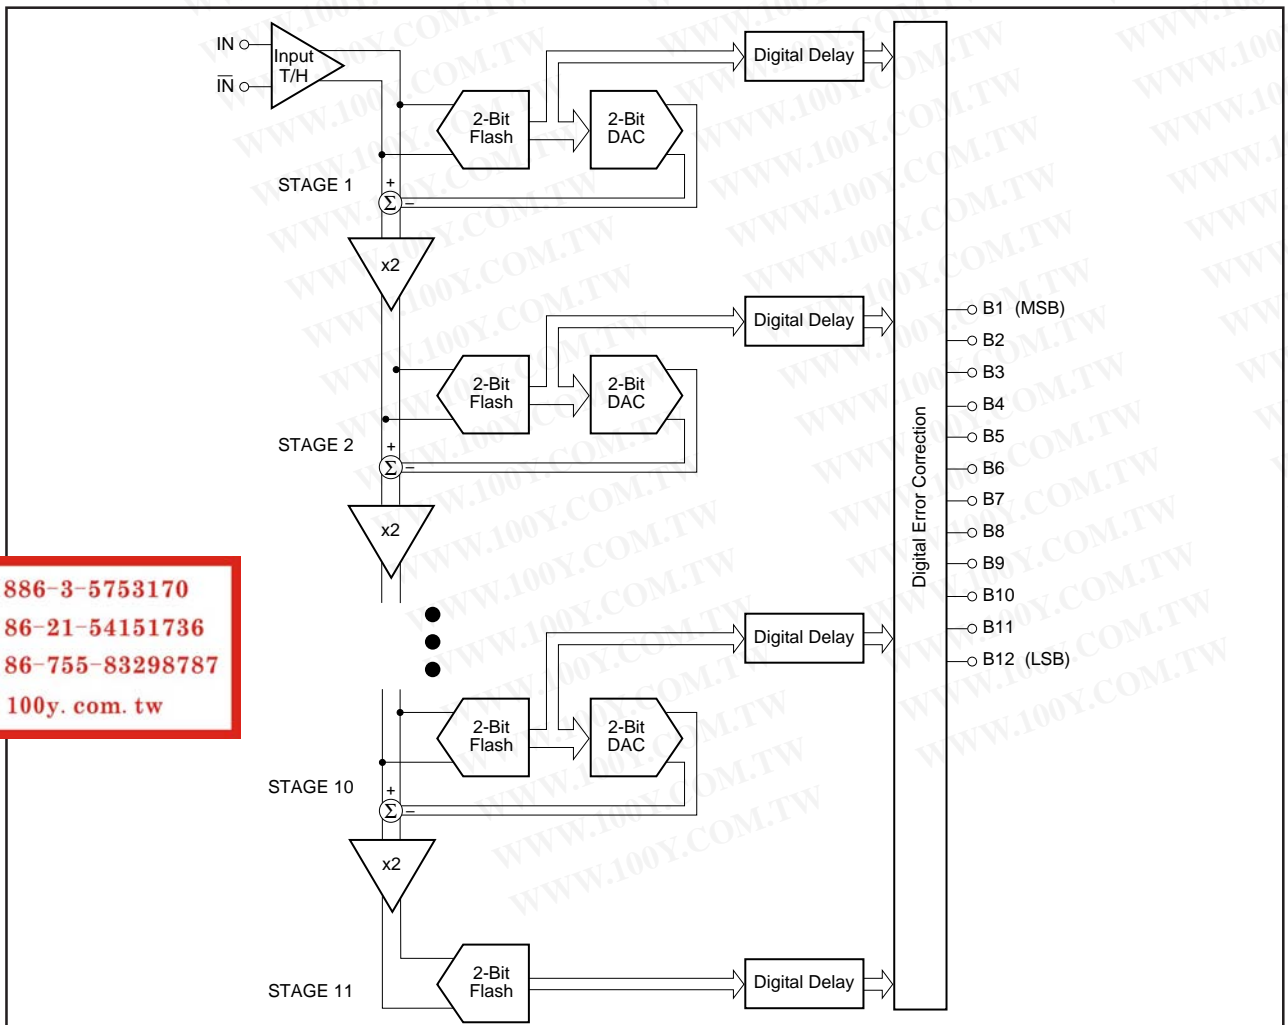 IN
IN
Input
T/H
2-Bit
Flash
2-Bit
DAC
Digital Delay
STAGE 1
+
Σ
–
x2
2-Bit
Flash
2-Bit
DAC
Digital Delay
STAGE 2
+
Σ
–
x2
2-Bit
Flash
2-Bit
DAC
Digital Delay
STAGE 10
+
Σ
–
x2
2-Bit
Flash
Digital Delay
STAGE 11
Digital Error Correction
B1 (MSB)
B2
B3
B4
B5
B6
B7
B8
B9
B10
B11
B12 (LSB)
886-3-5753170
86-21-54151736
86-755-83298787
100y. com. tw
WWW.100Y.COM.TW